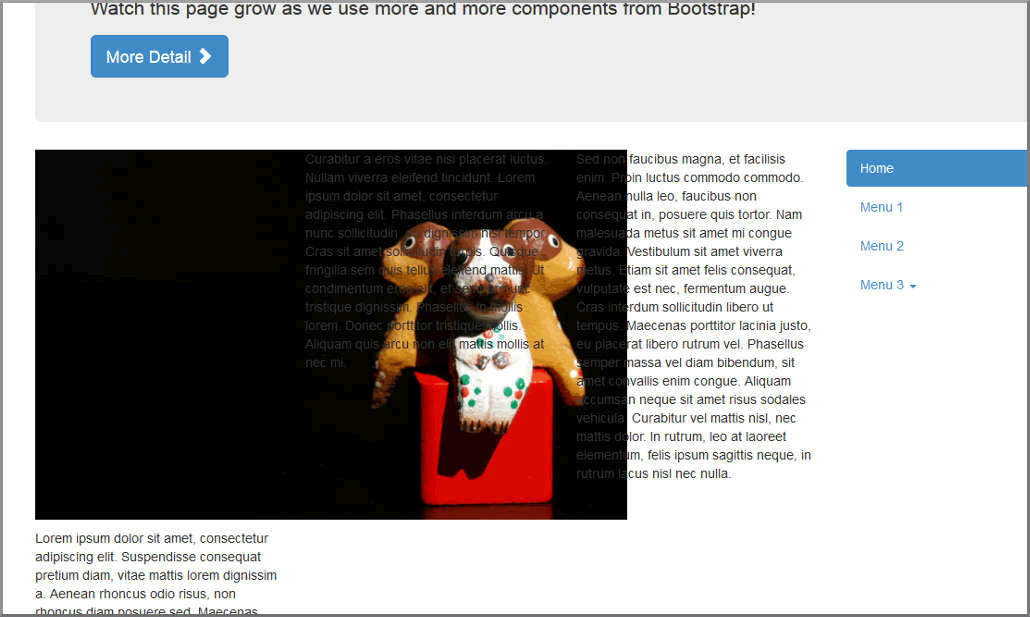 Watch this page grow as we use more and more components from Bootstrap!
More Detail
Lorem ipsum dolor sit amet, consectetur
adipiscing elit. Suspendisse consequat
pretium diam, vitae mattis lorem dignissim
a. Aenean rhoncus odio risus, non
rhoncus diam posuere sed. Maecenas
Curabitur a eros vitae nisi placerat luctus.
Nullam viverra eleifend tincidunt. Lorem
ipsum dolor sit amet, consectetur
adipiscing elit. Phasellus interdum arcu a
nunc sollicitudin, dignissim nisi tempor.
Cras sit amet sollicitudin Quisque
fringilla sem quis tellus eleifend mattis. Ut
condimentum et
tristique dignissim. Phasellus in mollis
lorem. Donec porttitor tristique mollis.
Aliquam quis arcu non elit mattis mollis at
nec mi.
Sed non faucibus magna, et facilisis
enim. Proin luctus commodo commodo.
Aenean nulla leo, faucibus non
consequat in, posuere quis tortor. Nam
malesuada metus sit amet mi congue
gravida. Vestibulum sit amet viverra
metus. Etiam sit amet felis consequat,
vulputate est nec, fermentum augue.
Cras interdum sollicitudin libero ut
tempus. Maecenas porttitor lacinia justo,
eu placerat libero rutrum vel. Phasellus
semper massa vel diam bibendum, sit
amet convallis enim congue. Aliquam
accumsan neque sit amet risus sodales
vehicula. Curabitur vel mattis nisl, nec
mattis dolor. In rutrum, leo at laoreet
elementum, felis ipsum sagittis neque, in
rutrum lacus nisl nec nulla.
Home
Menu 1
Menu 2
Menu 3